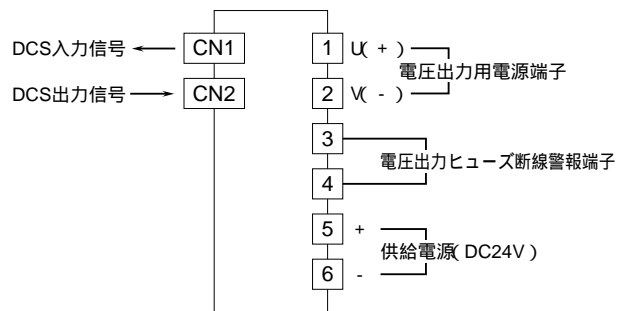 DCS入力信号 CN1 1 U( + )
電圧出力用電源端子
DCS出力信号 CN2 2 V( - )
3
電圧出力ヒューズ断線警報端子
4
5 +
供給電源( DC24V )
6 -